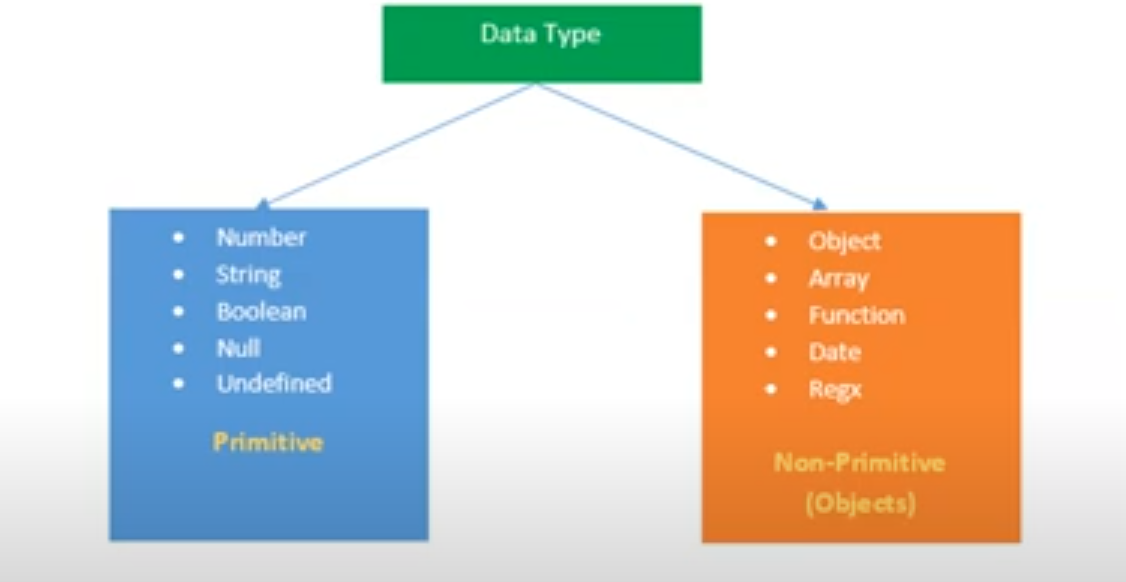 Data Type
• Number
• String
• Boolean
• Null
• Undefined
Primitive
• Object
• Array
• Function
• Date
• Regx
Non-Primitive
(Objects)